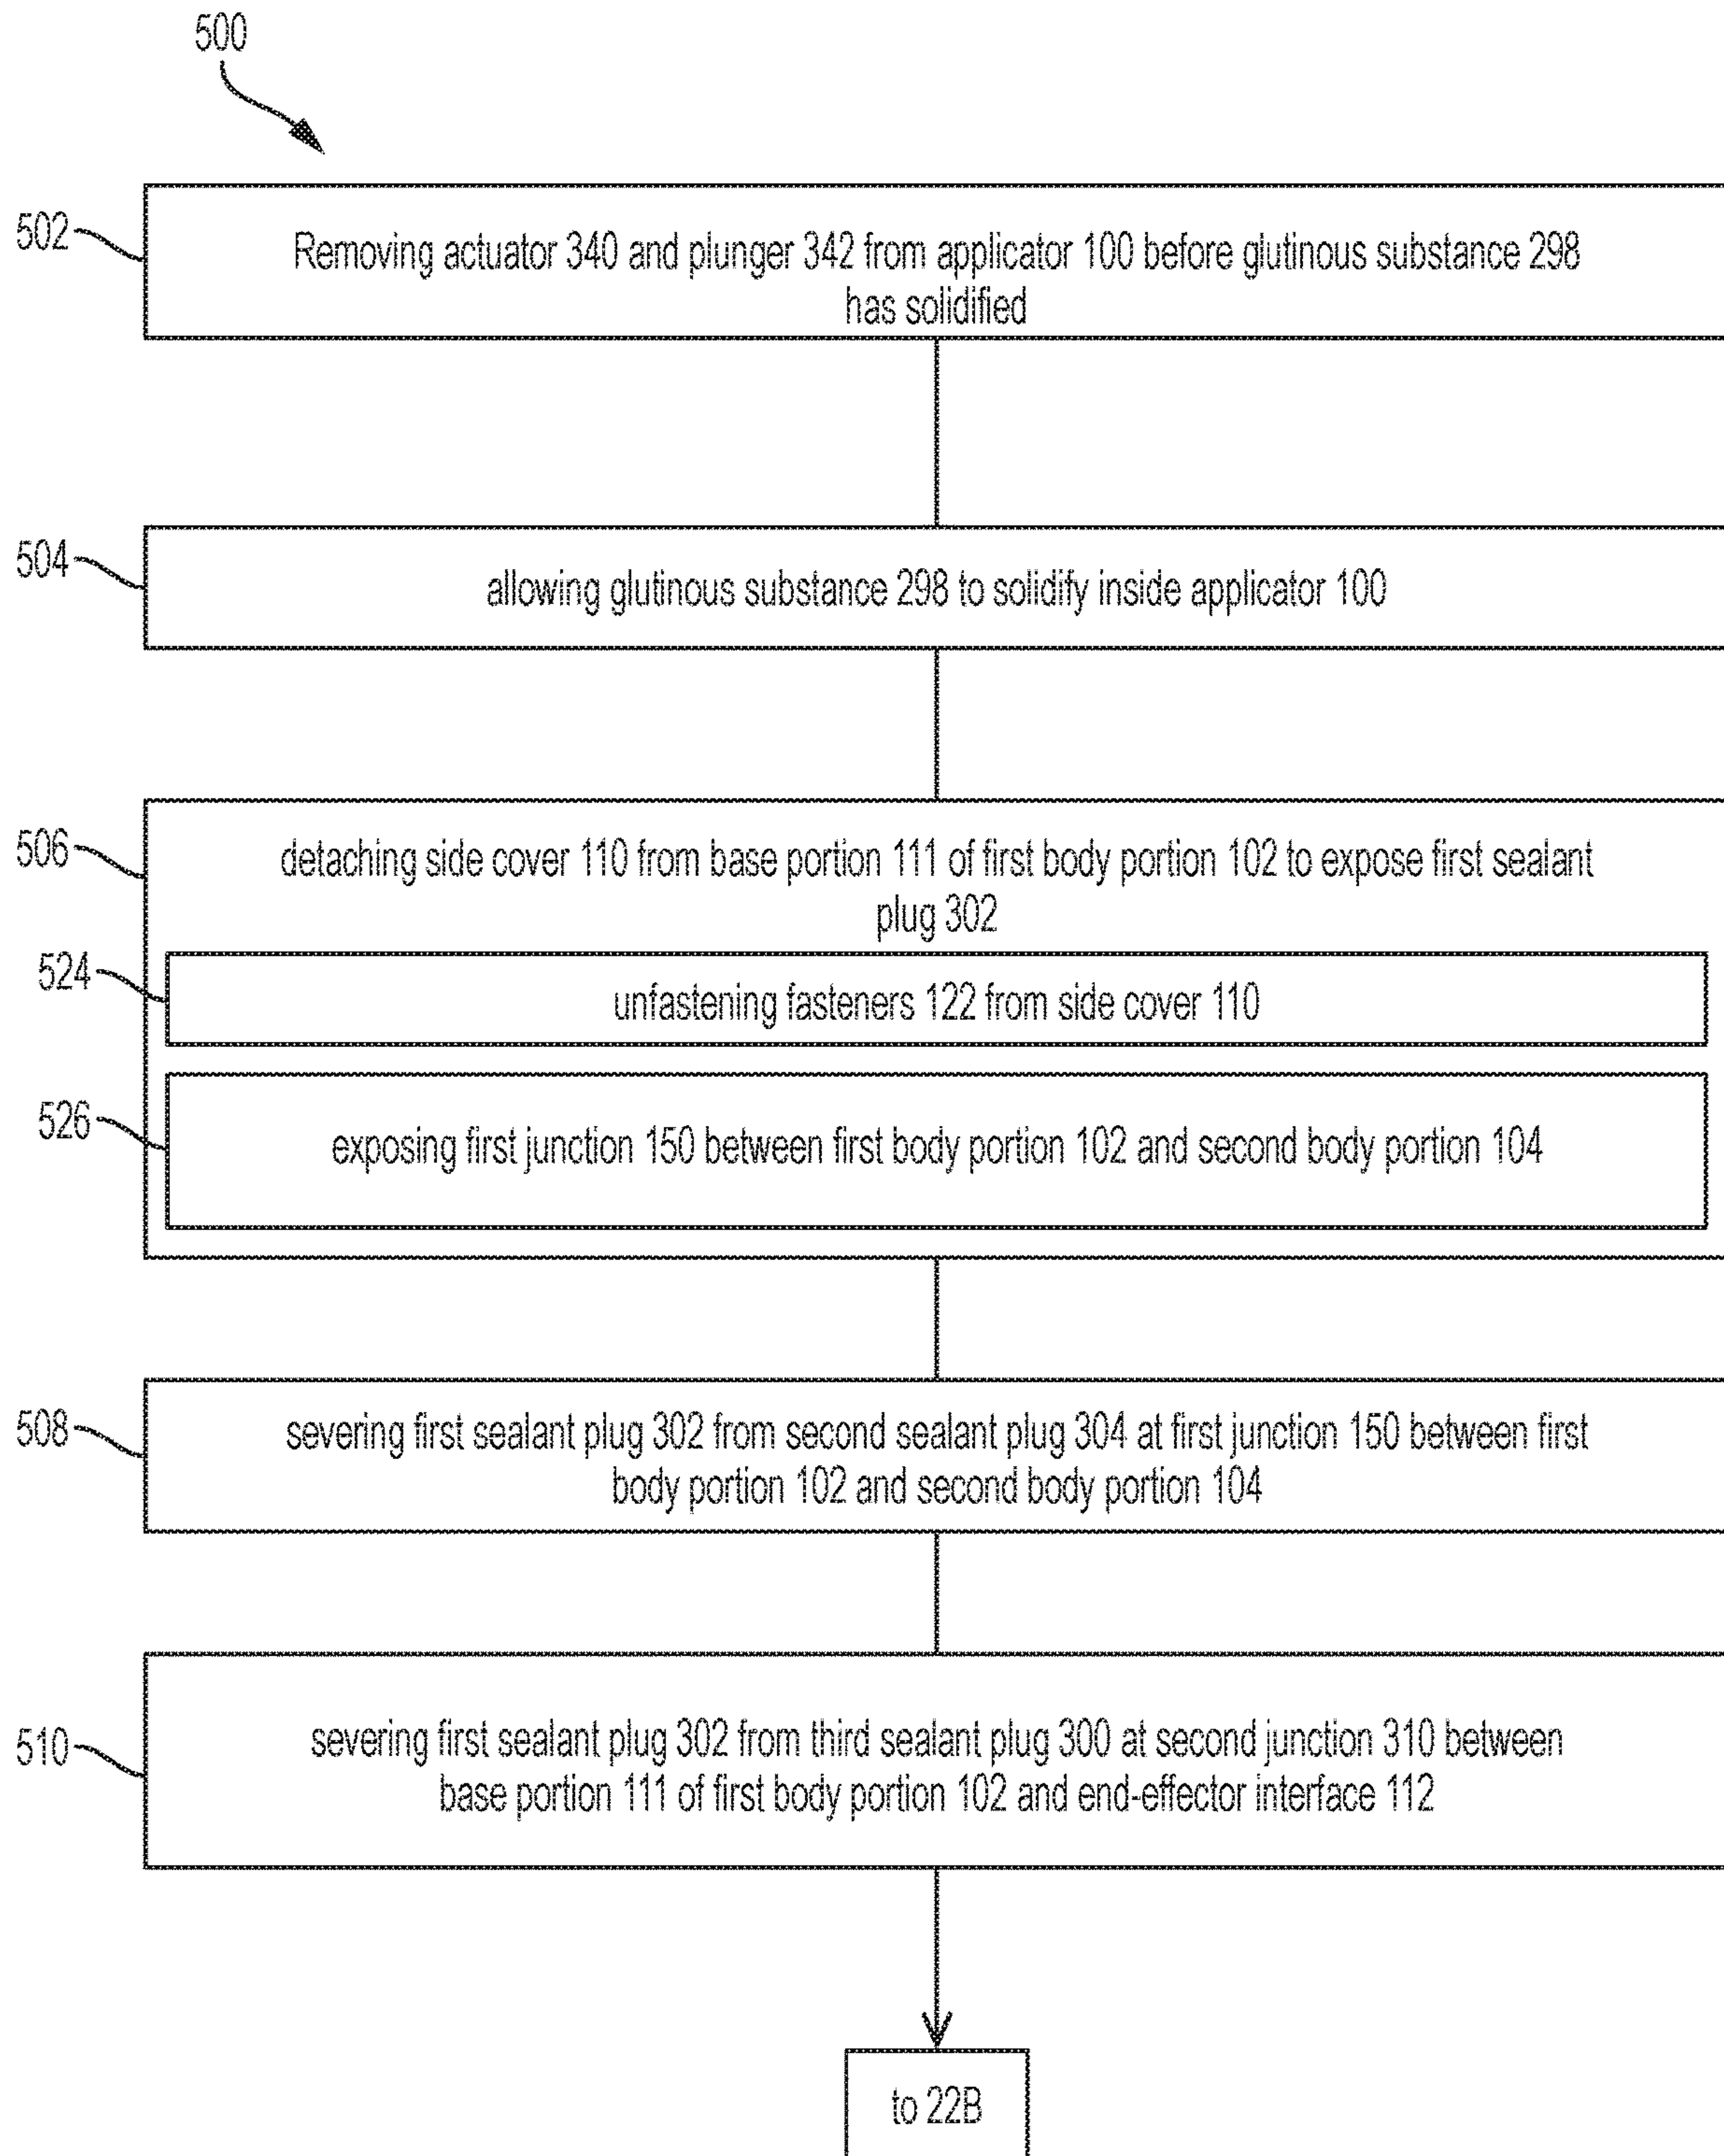 500
502
Removing actuator 340 and plunger 342 from applicator 100 before glutinous substance 298
has solidified
504
allowing glutinous substance 298 to solidify inside applicator 100
506
detaching side cover 110 from base portion 111 of first body portion 102 to expose first sealant
plug 302
524
unfastening fasteners 122 from side cover 110
526
exposing first junction 150 between first body portion 102 and second body portion 104
508
severing first sealant plug 302 from second sealant plug 304 at first junction 150 between first
body portion 102 and second body portion 104
510
severing first sealant plug 302 from third sealant plug 300 at second junction 310 between
base portion 111 of first body portion 102 and end-effector interface 112
to 22B